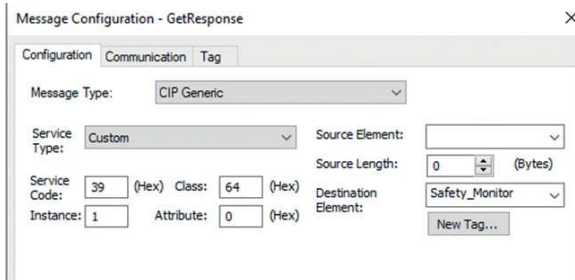 Message Configuration - GetResponse
Configuration Communication Tag
Message Type: CIP Generic
Service Type: Custom
Source Element:
Source Length: 0 (Bytes)
Service Code: 39 (Hex) Class: 64 (Hex)
Destination Element: Safety_Monitor
Instance: 1 Attribute: 0 (Hex)
New Tag...